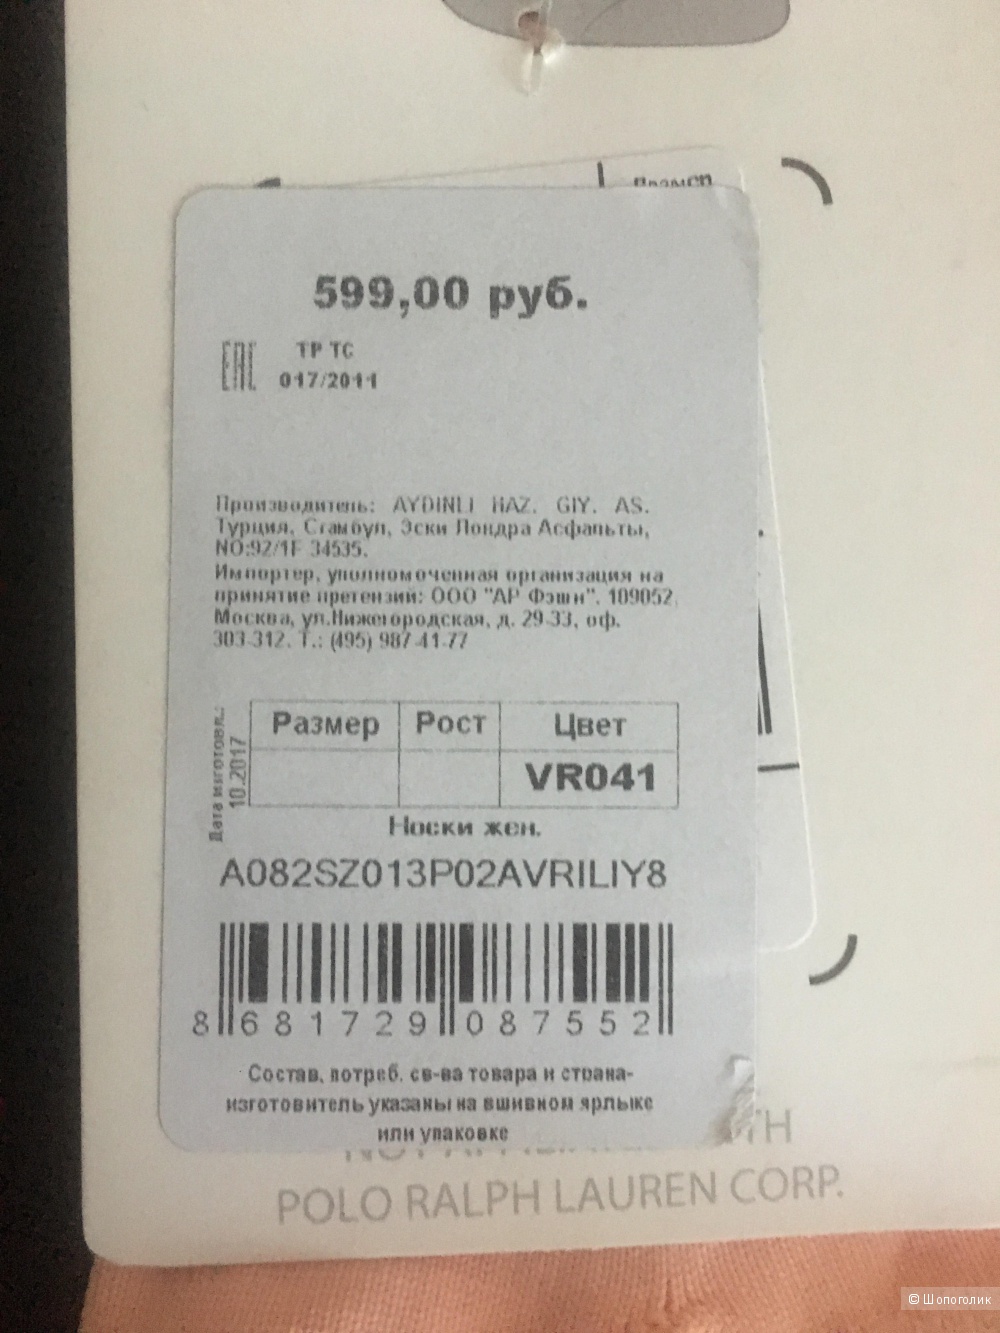 599,00 руб.
EAC
ТР ТС
017/2011
Производитель: AYDINLI HAZ. GIY. AS.
Турция, Стамбул, Эски Лондра Асфальты,
NO:92/1F 34535.
Импортер, уполномоченная организация на
принятие претензий: ООО "АР Фэшн". 109052,
Москва, ул.Нижегородская, д. 29-33, оф.
303-312. Т.: (495) 987-41-77
Дата изготовл.:
10.2017
Размер Рост Цвет
VR041
Носки жен.
A082SZ013P02AVRILIY8
8 681729 087552
Состав, потреб. св-ва товара и страна-
изготовитель указаны на вшивном ярлыке
или упаковке
POLO RALPH LAUREN CORP.
© Шопоголик